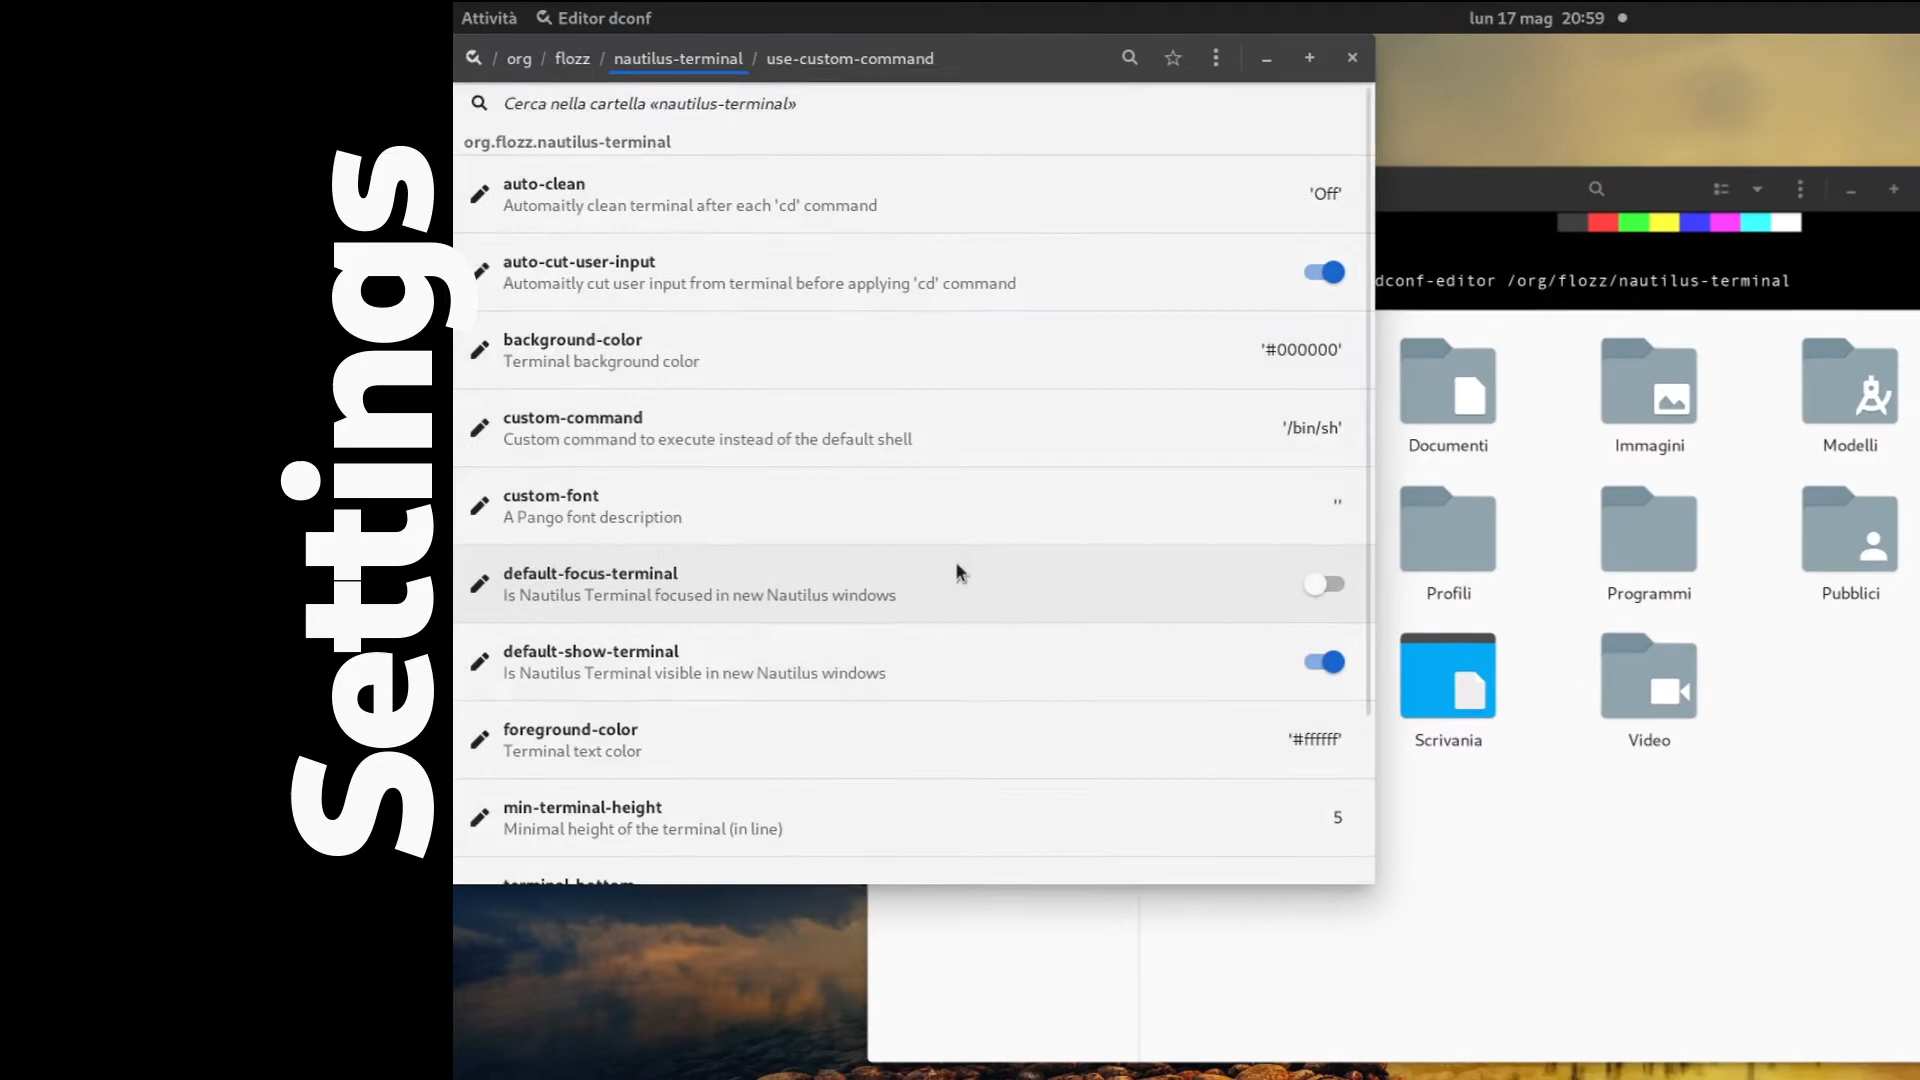 Settings
Attività
Editor dconf
lun 17 mag 20:59
/ org / flozz / nautilus-terminal / use-custom-command
Cerca nella cartella «nautilus-terminal»
org.flozz.nautilus-terminal
auto-clean
Automaitly clean terminal after each 'cd' command
'Off'
auto-cut-user-input
Automaitly cut user input from terminal before applying 'cd' command
background-color
Terminal background color
'#000000'
custom-command
Custom command to execute instead of the default shell
'/bin/sh'
custom-font
A Pango font description
''
default-focus-terminal
Is Nautilus Terminal focused in new Nautilus windows
default-show-terminal
Is Nautilus Terminal visible in new Nautilus windows
foreground-color
Terminal text color
'#ffffff'
min-terminal-height
Minimal height of the terminal (in line)
5
terminal-bottom
dconf-editor /org/flozz/nautilus-terminal
Documenti
Immagini
Modelli
Profili
Programmi
Pubblici
Scrivania
Video